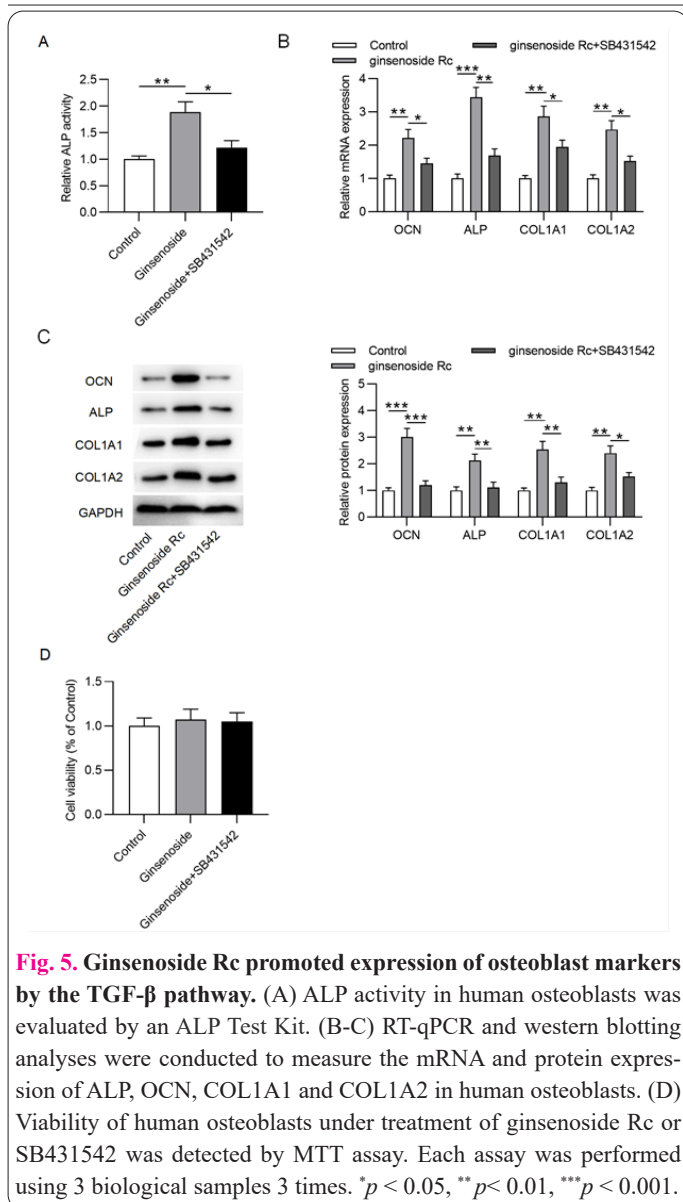 A
Relative ALP activity
2.5
2.0
1.5
1.0
0.5
0.0
**
*
Control
Ginsenoside
Ginsenoside+SB431542
B
Control
ginsenoside Rc
ginsenoside Rc+SB431542
Relative mRNA expression
4
3
2
1
0
** * *** ** ** * ** *
OCN ALP COL1A1 COL1A2
C
OCN
ALP
COL1A1
COL1A2
GAPDH
Control
Ginsenoside Rc
Ginsenoside Rc+SB431542
Control
ginsenoside Rc
ginsenoside Rc+SB431542
Relative protein expression
5
4
3
2
1
0
*** *** ** ** ** ** ** *
OCN ALP COL1A1 COL1A2
D
Cell viability (% of Control)
1.5
1.0
0.5
0.0
Control
Ginsenoside
Ginsenoside+SB431542
Fig. 5. Ginsenoside Rc promoted expression of osteoblast markers
by the TGF-β pathway. (A) ALP activity in human osteoblasts was
evaluated by an ALP Test Kit. (B-C) RT-qPCR and western blotting
analyses were conducted to measure the mRNA and protein expres-
sion of ALP, OCN, COL1A1 and COL1A2 in human osteoblasts. (D)
Viability of human osteoblasts under treatment of ginsenoside Rc or
SB431542 was detected by MTT assay. Each assay was performed
using 3 biological samples 3 times. *p < 0.05, **p< 0.01, ***p < 0.001.